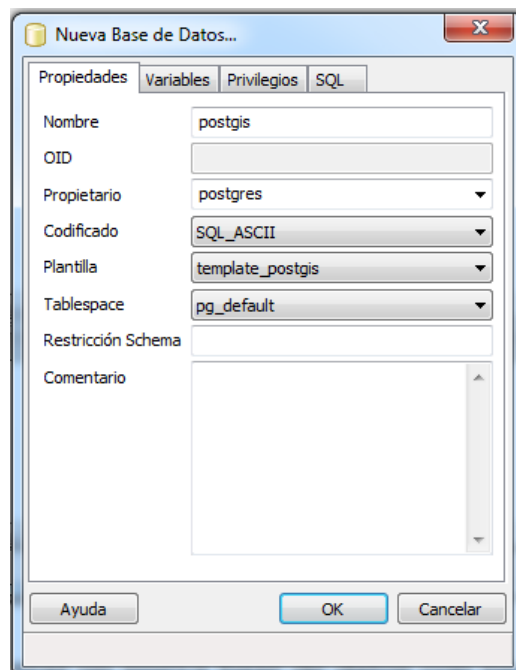 Nueva Base de Datos...
Propiedades Variables Privilegios SQL
Nombre postgis
OID
Propietario postgres
Codificado SQL_ASCII
Plantilla template_postgis
Tablespace pg_default
Restricción Schema
Comentario
Ayuda OK Cancelar